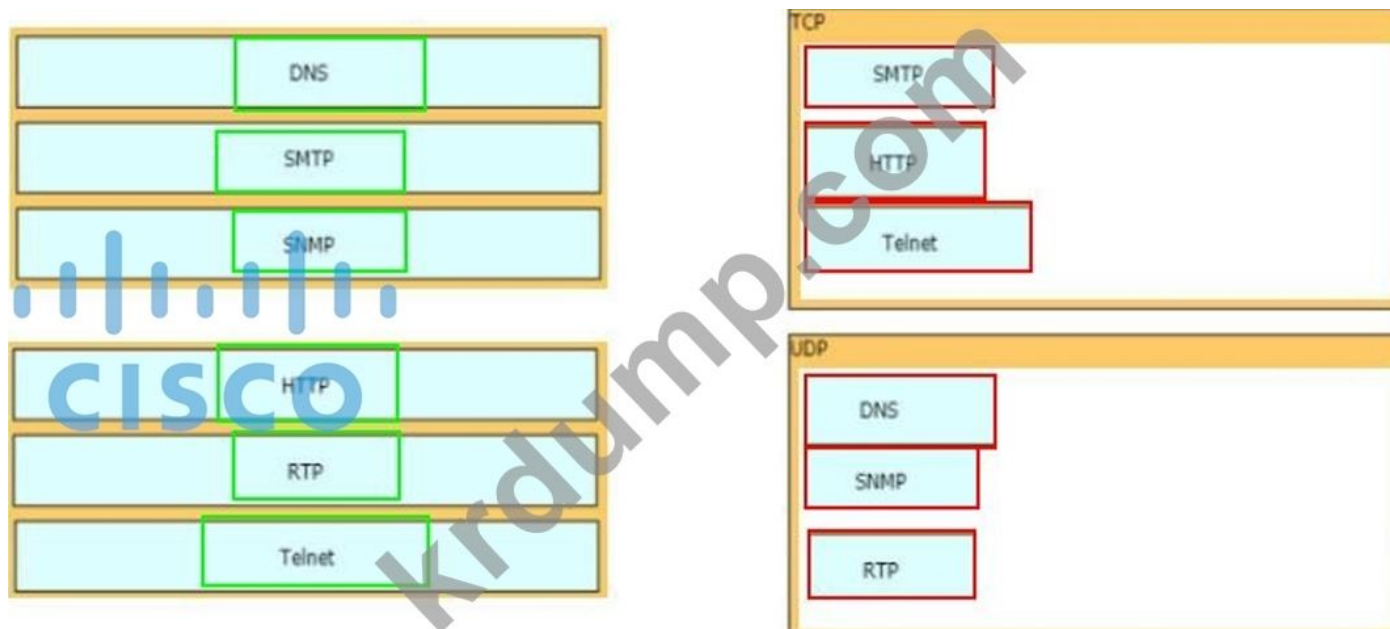 DNS
SMTP
SNMP
CISCO
HTTP
RTP
Telnet
TCP
SMTP
HTTP
Telnet
UDP
DNS
SNMP
RTP
krdump.com